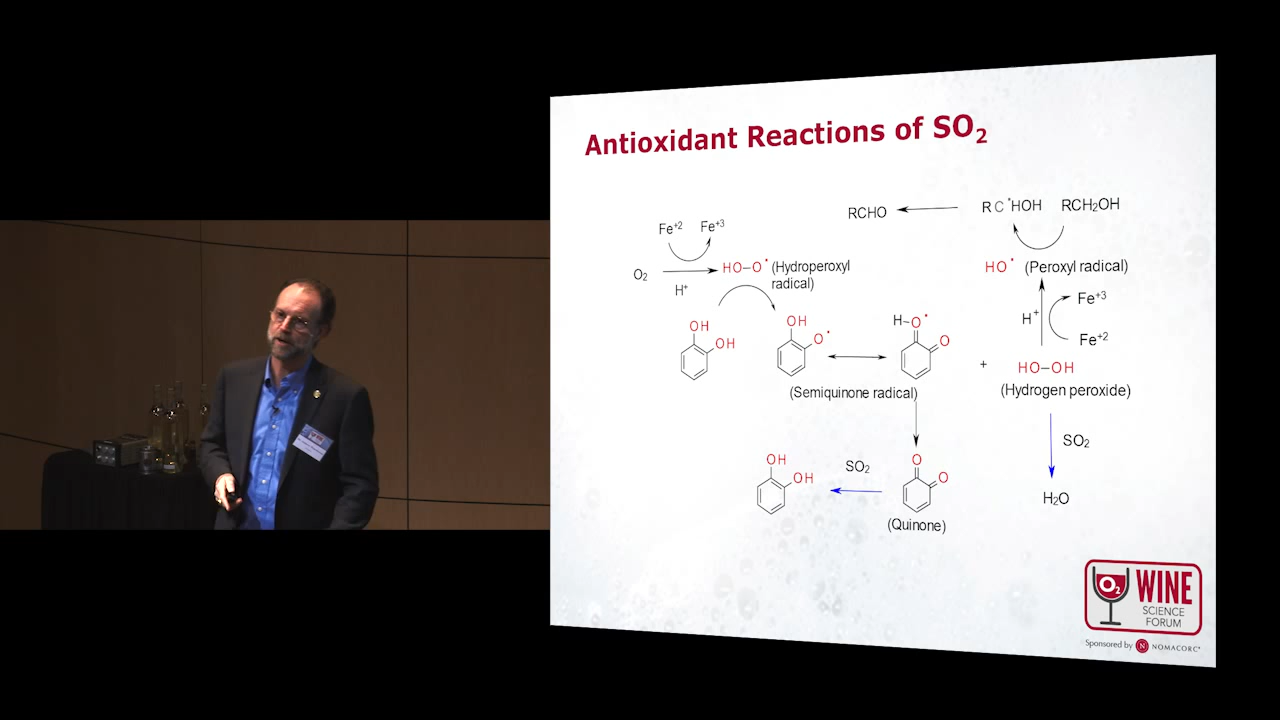 Antioxidant Reactions of SO₂
RCHO
RC•HOH
RCH₂OH
Fe⁺²
Fe⁺³
O₂
H⁺
HO–O• (Hydroperoxyl
radical)
HO• (Peroxyl radical)
Fe⁺³
H⁺
Fe⁺²
OH
OH
OH
O•
H–O•
O
+
HO–OH
(Semiquinone radical)
(Hydrogen peroxide)
SO₂
OH
OH
SO₂
O
O
(Quinone)
H₂O
O₂ WINE
SCIENCE
FORUM
Sponsored by N NOMACORC